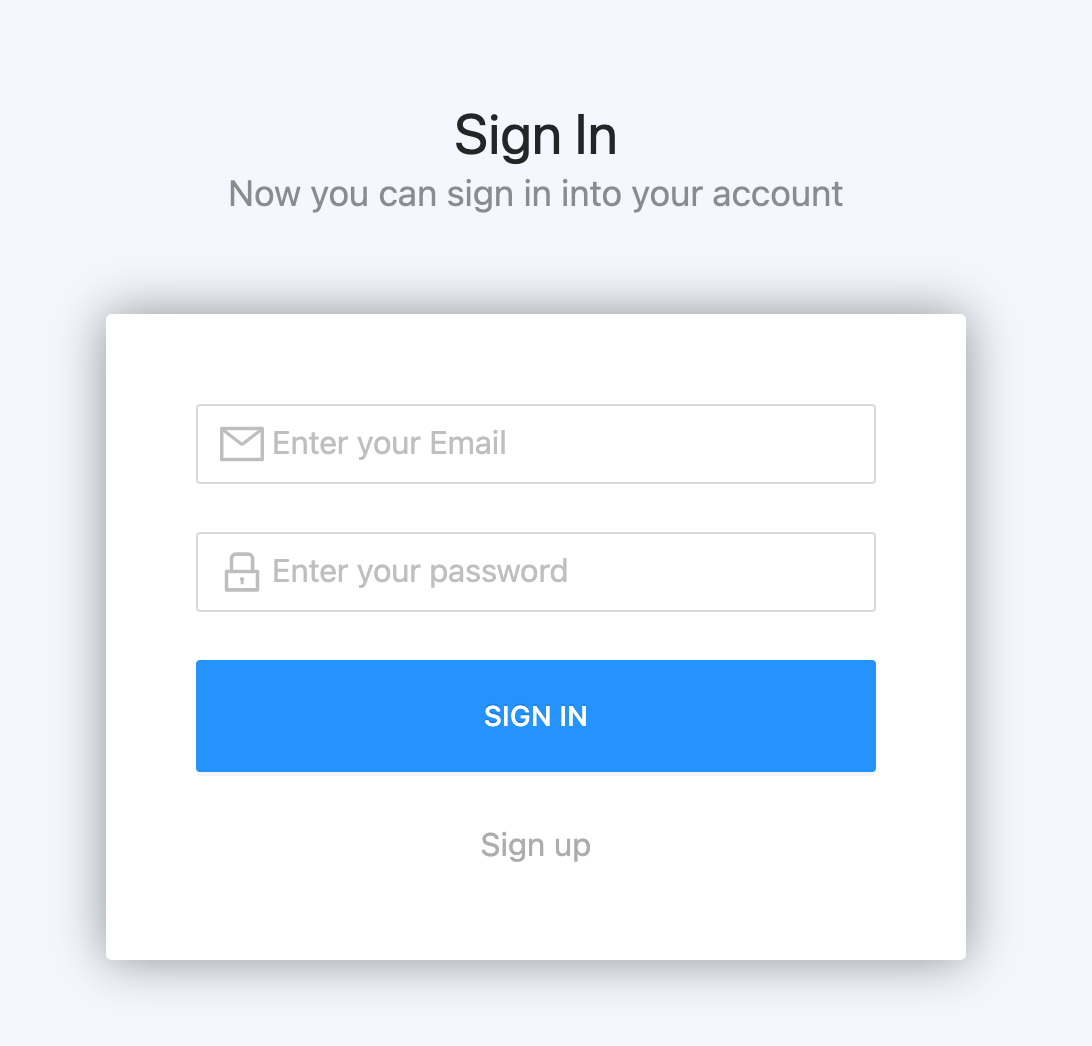 Sign In
Now you can sign in into your account
Enter your Email
Enter your password
SIGN IN
Sign up